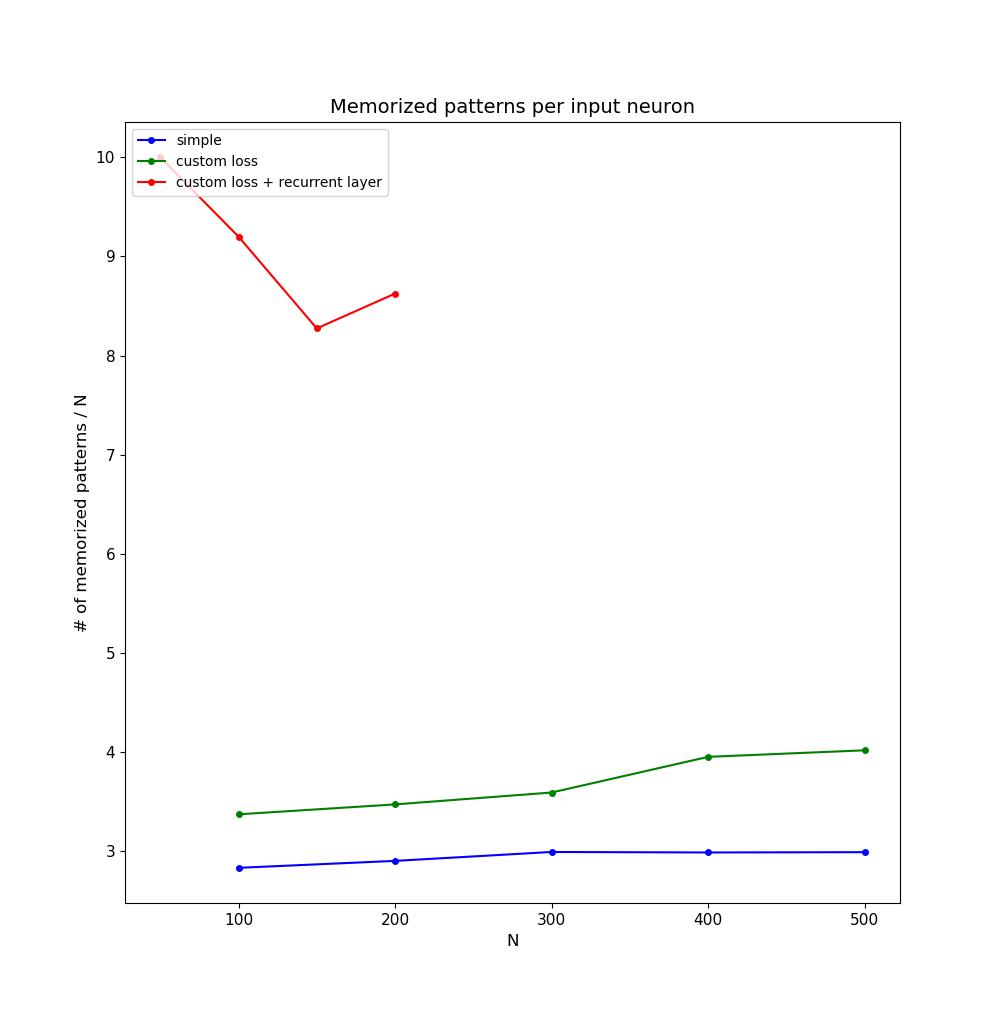 Memorized patterns per input neuron
simple
custom loss
custom loss + recurrent layer
10
9
8
7
6
5
4
3
# of memorized patterns / N
100 200 300 400 500
N